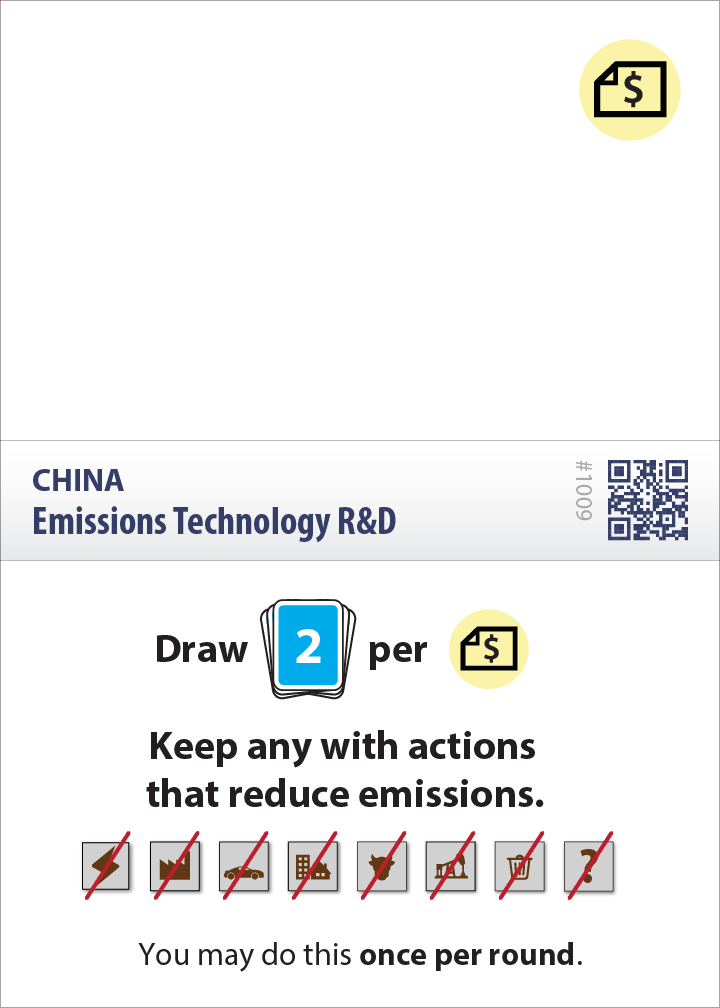 $
CHINA
#1009
Emissions Technology R&D
Draw 2 per $
Keep any with actions
that reduce emissions.
?
You may do this once per round.